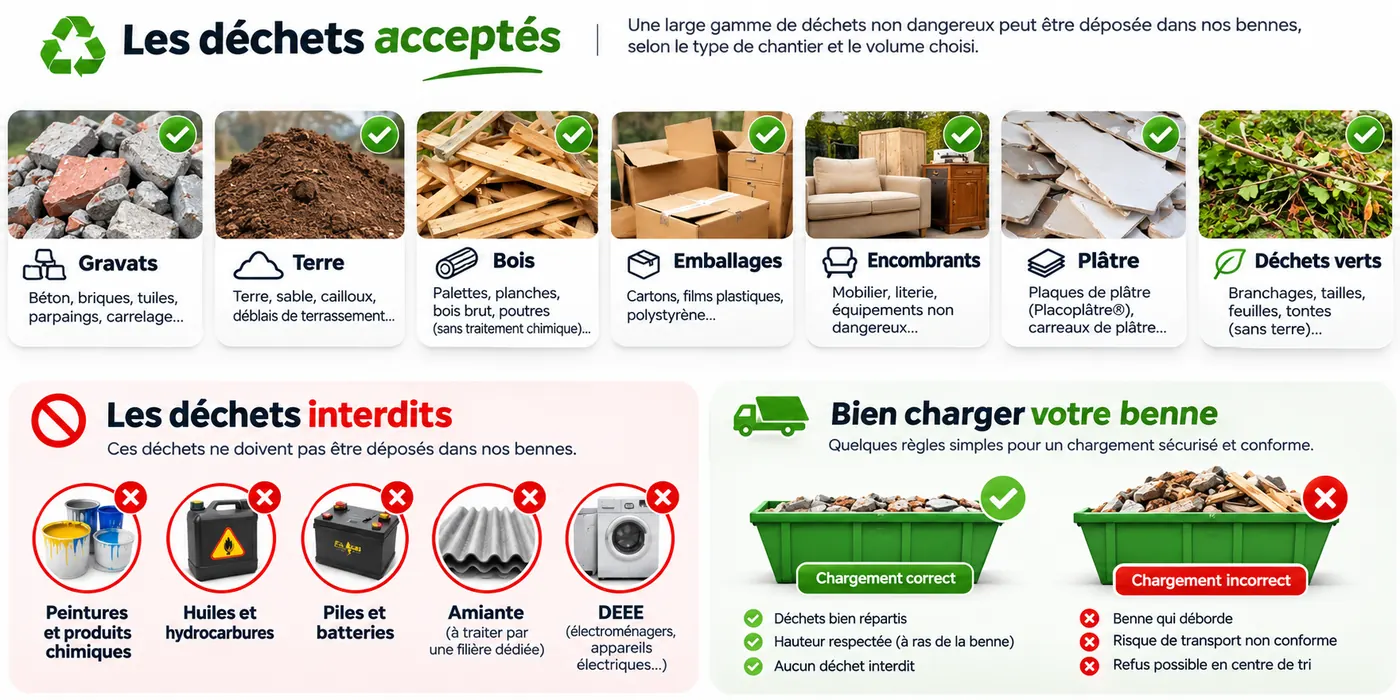 Les déchets acceptés
Une large gamme de déchets non dangereux peut être déposée dans nos bennes,
selon le type de chantier et le volume choisi.
Gravats
Béton, briques, tuiles,
parpaings, carrelage...
Terre
Terre, sable, cailloux,
déblais de terrassement...
Bois
Palettes, planches,
bois brut, poutres
(sans traitement chimique)...
Emballages
Cartons, films plastiques,
polystyrène...
Encombrants
Mobilier, literie,
équipements non
dangereux...
Plâtre
Plaques de plâtre
(Placoplâtre®),
carreaux de plâtre...
Déchets verts
Branchages, tailles,
feuilles, tontes
(sans terre)...
Les déchets interdits
Ces déchets ne doivent pas être déposés dans nos bennes.
Peintures
et produits
chimiques
Huiles et
hydrocarbures
Piles et
batteries
Amiante
(à traiter par
une filière dédiée)
DEEE
(électroménagers,
appareils
électriques...)
Bien charger votre benne
Quelques règles simples pour un chargement sécurisé et conforme.
Chargement correct
Déchets bien répartis
Hauteur respectée (à ras de la benne)
Aucun déchet interdit
Chargement incorrect
Benne qui déborde
Risque de transport non conforme
Refus possible en centre de tri